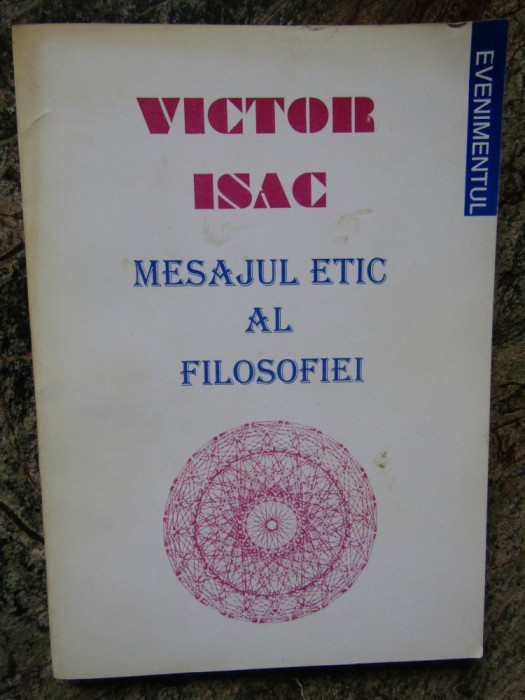 VICTOR
ISAC
MESAJUL ETIC
AL
FILOSOFIEI
EVENIMENTUL